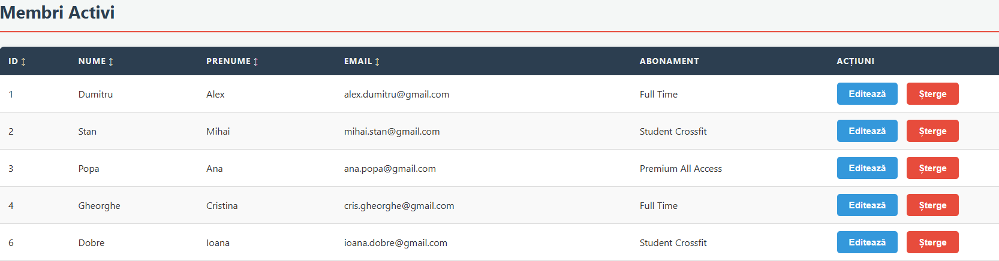 Membri Activi
ID ↕ NUME ↕ PRENUME ↕ EMAIL ↕ ABONAMENT ACȚIUNI
1 Dumitru Alex alex.dumitru@gmail.com Full Time Editează Șterge
2 Stan Mihai mihai.stan@gmail.com Student Crossfit Editează Șterge
3 Popa Ana ana.popa@gmail.com Premium All Access Editează Șterge
4 Gheorghe Cristina cris.gheorghe@gmail.com Full Time Editează Șterge
6 Dobre Ioana ioana.dobre@gmail.com Student Crossfit Editează Șterge